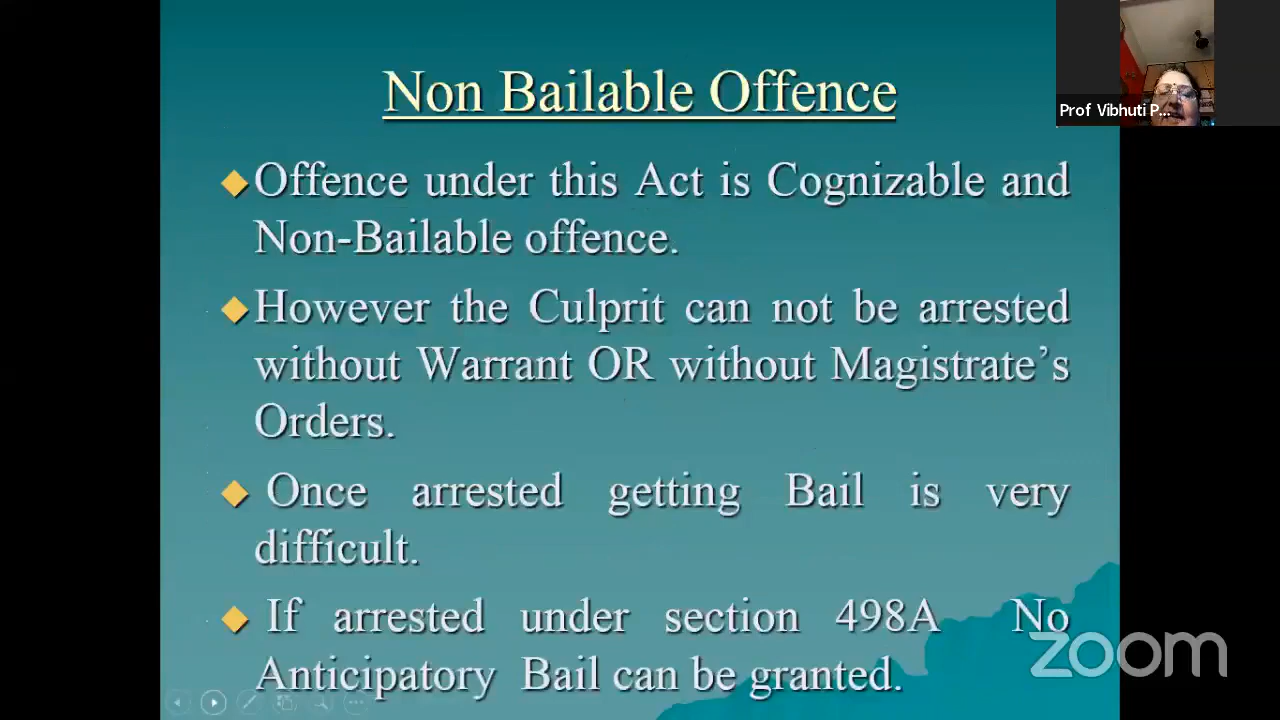 Non Bailable Offence
Prof Vibhuti P...
Offence under this Act is Cognizable and
Non-Bailable offence.
However the Culprit can not be arrested
without Warrant OR without Magistrate's
Orders.
Once arrested getting Bail is very
difficult.
If arrested under section 498A No
Anticipatory Bail can be granted.
zoom